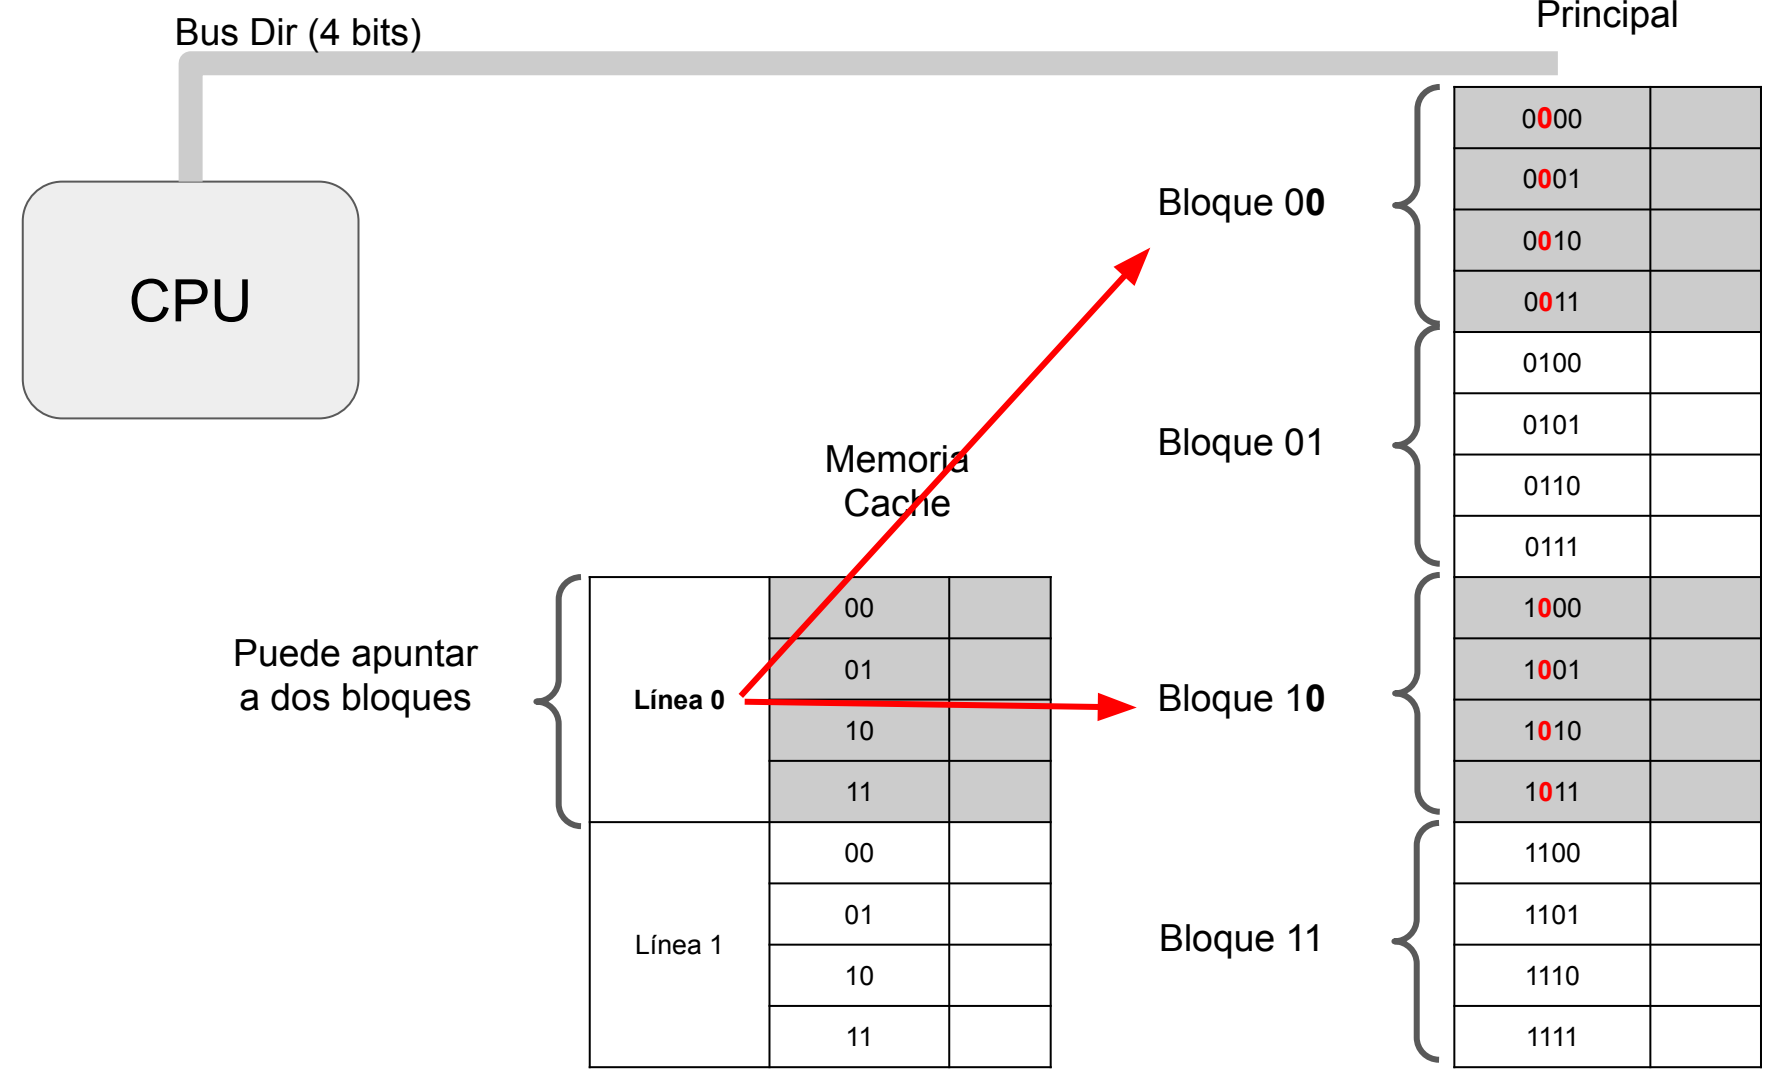 Principal
Bus Dir (4 bits)
CPU
Memoria
Cache
Puede apuntar
a dos bloques
Línea 0
00
01
10
11
Línea 1
00
01
10
11
Bloque 00
Bloque 01
Bloque 10
Bloque 11
0000
0001
0010
0011
0100
0101
0110
0111
1000
1001
1010
1011
1100
1101
1110
1111